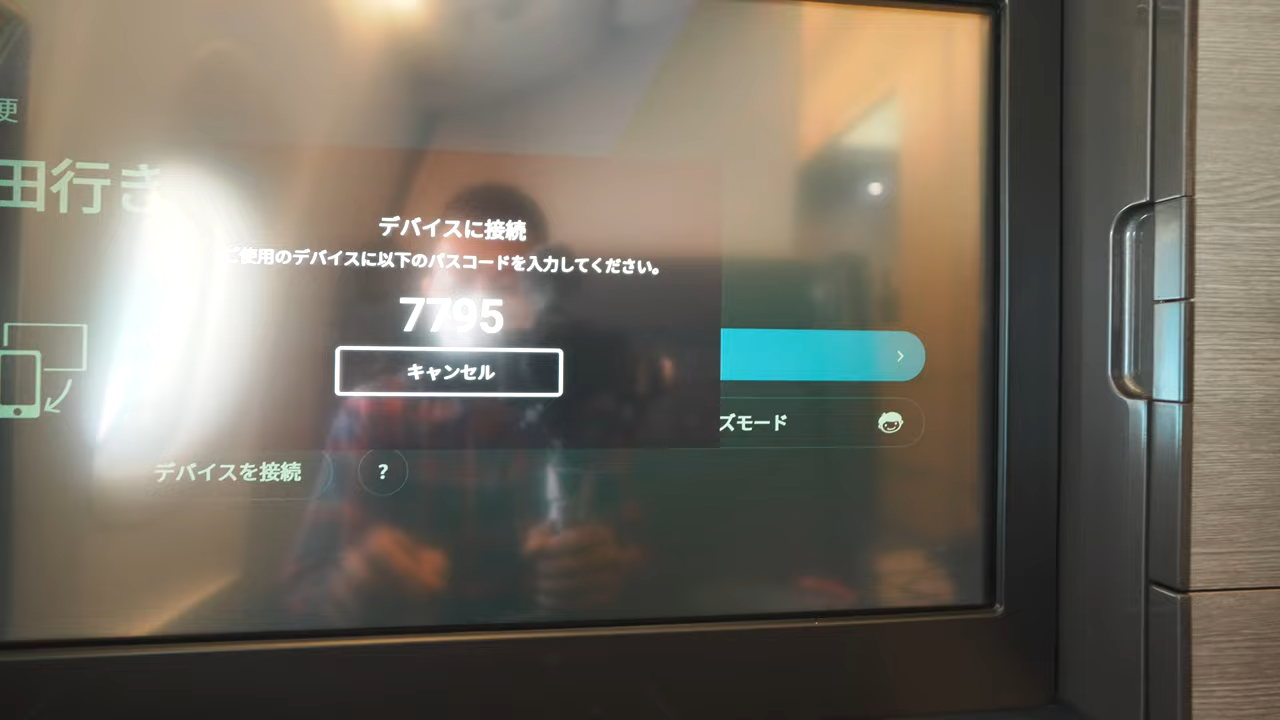 便
田行き
デバイスに接続
ご使用のデバイスに以下のパスコードを入力してください。
7795
キャンセル
ズモード
デバイスを接続
?